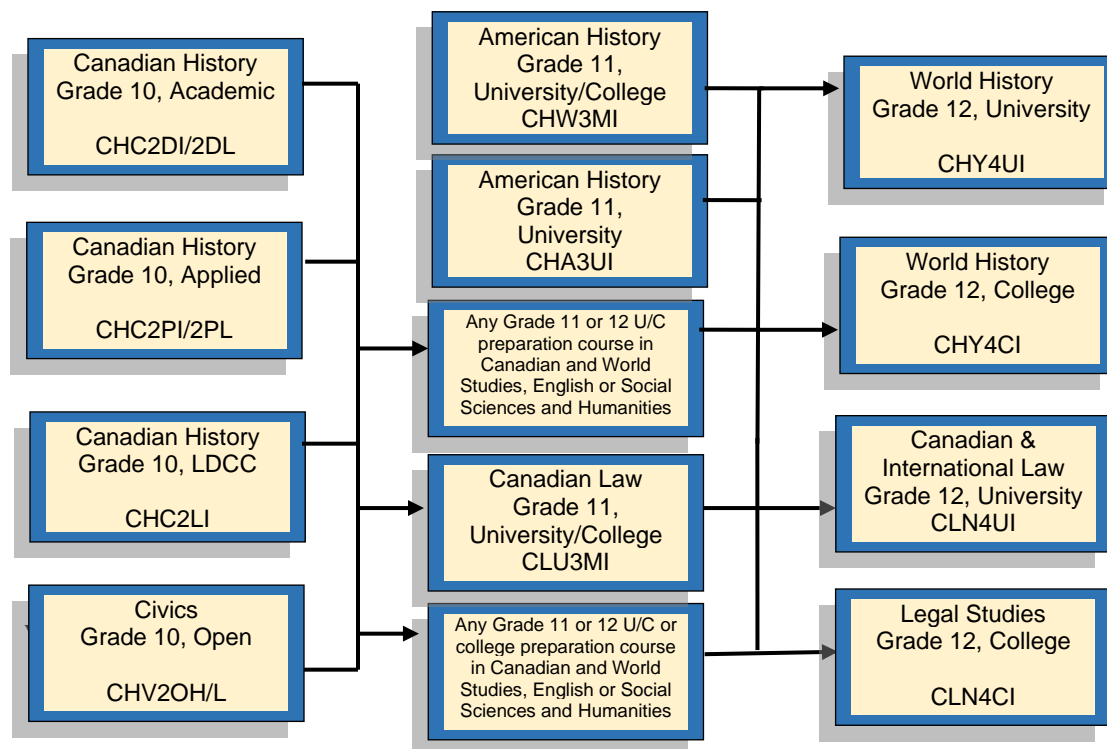 Canadian History
Grade 10, Academic
CHC2DI/2DL
Canadian History
Grade 10, Applied
CHC2PI/2PL
Canadian History
Grade 10, LDCC
CHC2LI
Civics
Grade 10, Open
CHV2OH/L
American History
Grade 11,
University/College
CHW3MI
American History
Grade 11,
University
CHA3UI
Any Grade 11 or 12 U/C
preparation course in
Canadian and World
Studies, English or Social
Sciences and Humanities
Canadian Law
Grade 11,
University/College
CLU3MI
Any Grade 11 or 12 U/C or
college preparation course
in Canadian and World
Studies, English or Social
Sciences and Humanities
World History
Grade 12, University
CHY4UI
World History
Grade 12, College
CHY4CI
Canadian &
International Law
Grade 12, University
CLN4UI
Legal Studies
Grade 12, College
CLN4CI